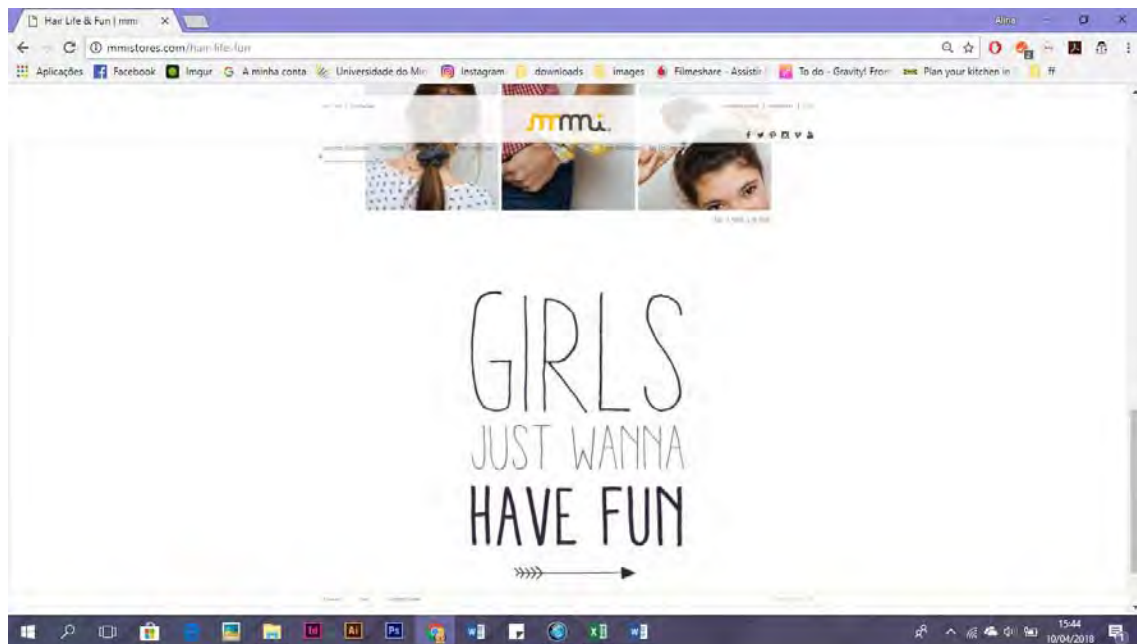 Hair Life & Fun | mmi
Alina
mmistores.com/hair-life-fun
Aplicações Facebook Imgur A minha conta Universidade do Mi Instagram downloads images Filmeshare - Assistir To do - Gravity! From Plan your kitchen in ff
mmi
GIRLS
JUST WANNA
HAVE FUN
15:44
10/04/2018